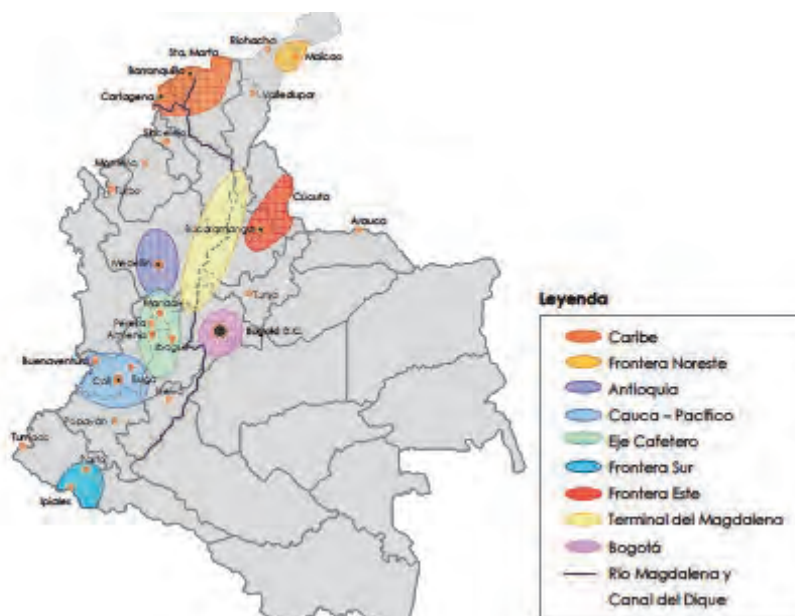 Riohacha
Sta. Marta
Maicao
Barranquilla
Cartagena
Valledupar
Sincelejo
Montería
Turbo
Cúcuta
Bucaramanga
Arauca
Medellín
Tunja
Manizales
Pereira
Armenia
Bogotá D.C.
Ibagué
Buenaventura
Buga
Cali
Neiva
Popayán
Tumaco
Pasto
Ipiales
Leyenda
Caribe
Frontera Noreste
Antioquia
Cauca – Pacífico
Eje Cafetero
Frontera Sur
Frontera Este
Terminal del Magdalena
Bogotá
Río Magdalena y
Canal del Dique